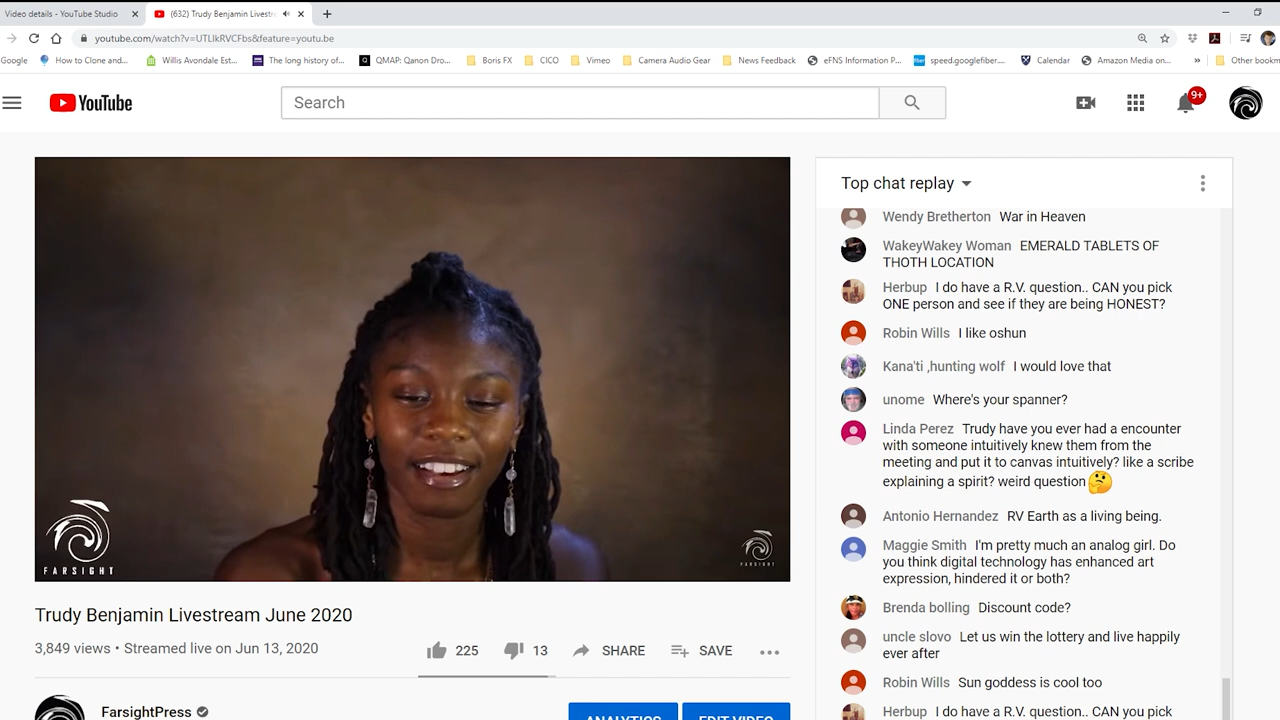 Video details - YouTube Studio
(632) Trudy Benjamin Livestre
youtube.com/watch?v=UTLlkRVCFbs&feature=youtu.be
Google
How to Clone and...
Willis Avondale Est...
The long history of...
QMAP: Qanon Dro...
Boris FX
CICO
Vimeo
Camera Audio Gear
News Feedback
eFNS Information P...
speed.googlefiber....
Calendar
Amazon Media on...
»
Other bookm
YouTube
Search
9+
FARSIGHT
FARSIGHT
Trudy Benjamin Livestream June 2020
3,849 views • Streamed live on Jun 13, 2020
225
13
SHARE
SAVE
FarsightPress
ANALYTICS
EDIT VIDEO
Top chat replay
Wendy Bretherton War in Heaven
WakeyWakey Woman EMERALD TABLETS OF
THOTH LOCATION
Herbup I do have a R.V. question.. CAN you pick
ONE person and see if they are being HONEST?
Robin Wills I like oshun
Kana'ti ,hunting wolf I would love that
unome Where's your spanner?
Linda Perez Trudy have you ever had a encounter
with someone intuitively knew them from the
meeting and put it to canvas intuitively? like a scribe
explaining a spirit? weird question🤔
Antonio Hernandez RV Earth as a living being.
Maggie Smith I'm pretty much an analog girl. Do
you think digital technology has enhanced art
expression, hindered it or both?
Brenda bolling Discount code?
uncle slovo Let us win the lottery and live happily
ever after
Robin Wills Sun goddess is cool too
Herbup I do have a R.V. question.. CAN you pick